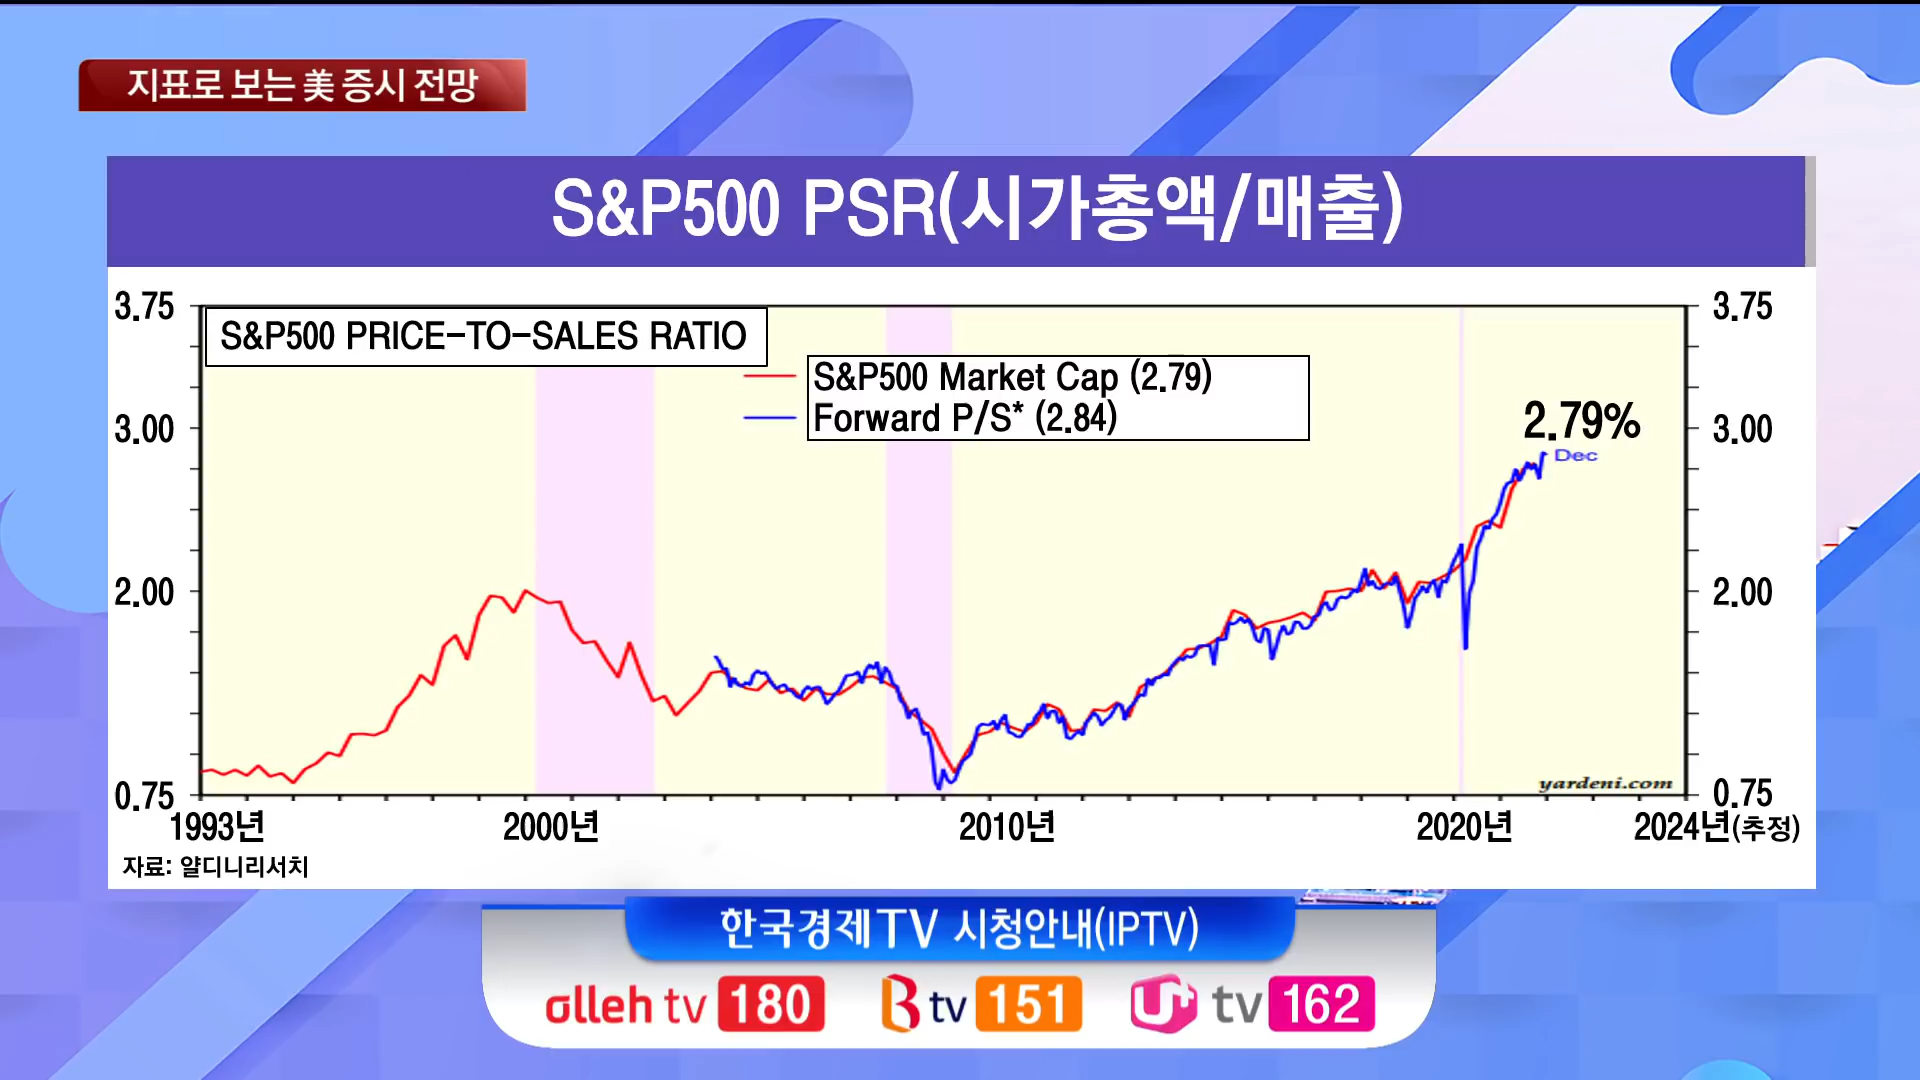 지표로 보는 美 증시 전망
S&P500 PSR(시가총액/매출)
3.75
3.75
S&P500 PRICE-TO-SALES RATIO
S&P500 Market Cap (2.79)
Forward P/S* (2.84)
2.79%
3.00
3.00
Dec
2.00
2.00
yardeni.com
0.75
0.75
1993년
2000년
2010년
2020년
2024년(추정)
자료: 얄디니리서치
한국경제TV 시청안내(IPTV)
olleh tv 180
B tv 151
U+ tv 162